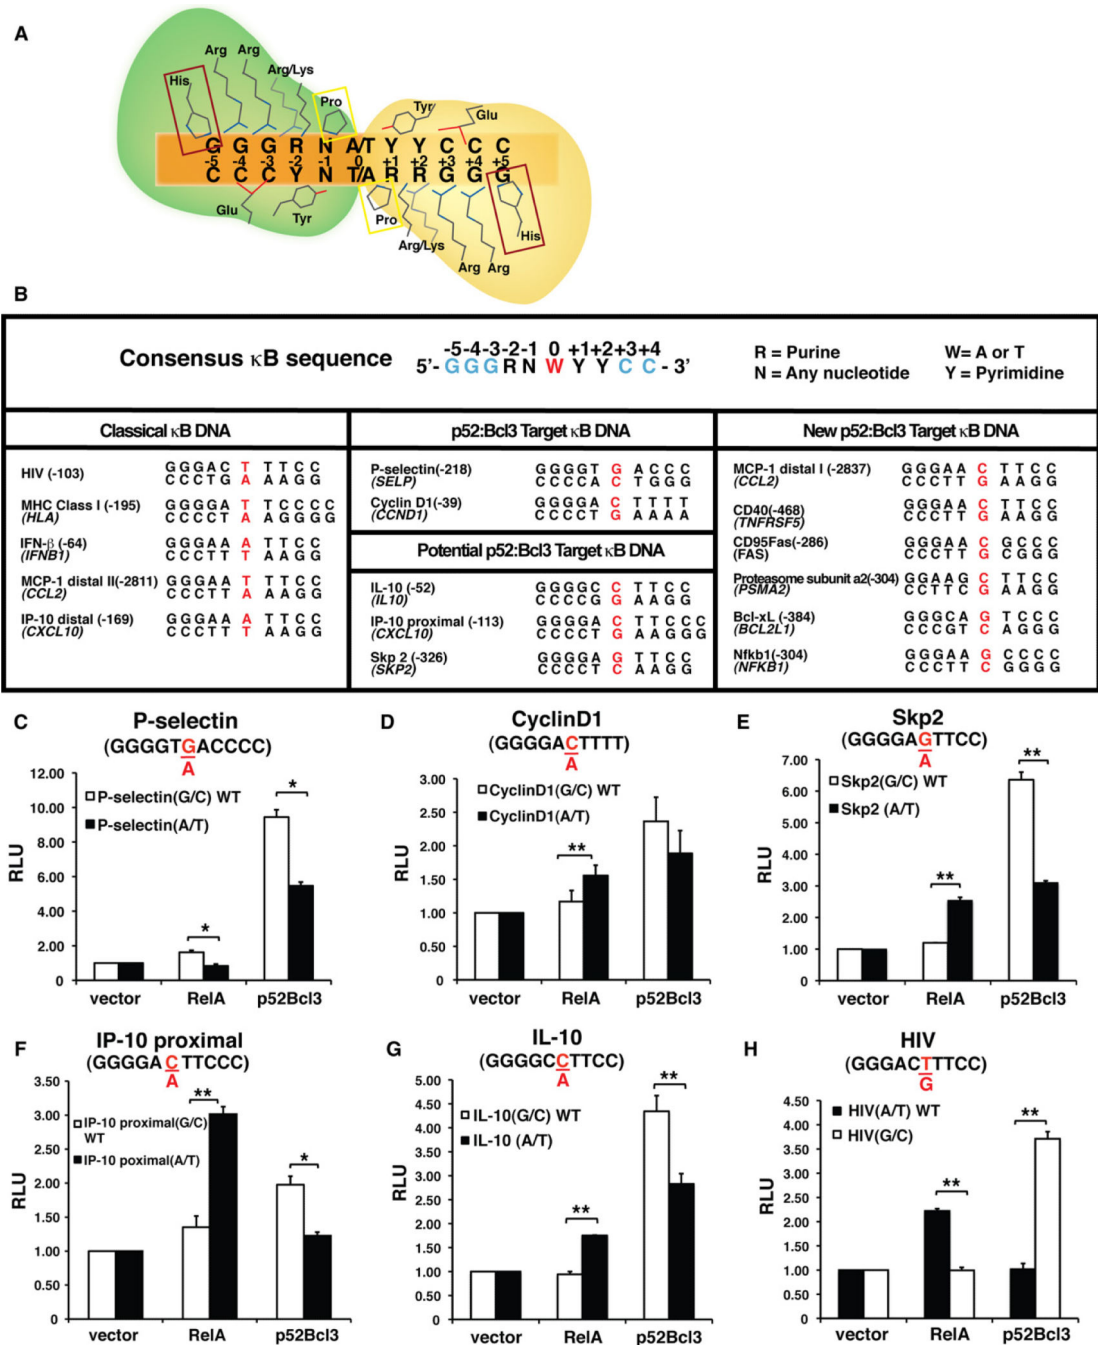 A
Arg Arg
Arg/Lys
His
Pro
Tyr
Glu
G G G R N A/T Y Y C C C
-5 -4 -3 -2 -1 0 +1 +2 +3 +4 +5
C C C Y N T/A R R G G G
Glu
Tyr
Pro
Arg/Lys
His
Arg Arg
B
Consensus κB sequence
-5-4-3-2-1 0 +1+2+3+4
5'- G G G R N W Y Y C C - 3'
R = Purine W= A or T
N = Any nucleotide Y = Pyrimidine
Classical κB DNA
HIV (-103)
G G G A C T T T C C
C C C T G A A A G G
MHC Class I (-195)
(HLA)
G G G G A T T C C C C
C C C C T A A G G G G
IFN-β (-64)
(IFNB1)
G G G A A A T T C C
C C C T T T A A G G
MCP-1 distal II(-2811)
(CCL2)
G G G A A T T T C C
C C C T T A A A G G
IP-10 distal (-169)
(CXCL10)
G G G A A A T T C C
C C C T T T A A G G
p52:Bcl3 Target κB DNA
P-selectin(-218)
(SELP)
G G G G T G A C C C
C C C C A C T G G G
Cyclin D1(-39)
(CCND1)
G G G G A C T T T T
C C C C T G A A A A
Potential p52:Bcl3 Target κB DNA
IL-10 (-52)
(IL10)
G G G G C C T T C C
C C C C G G A A G G
IP-10 proximal (-113)
(CXCL10)
G G G G A C T T C C C
C C C C T G A A G G G
Skp 2 (-326)
(SKP2)
G G G G A G T T C C
C C C C T C A A G G
New p52:Bcl3 Target κB DNA
MCP-1 distal I (-2837)
(CCL2)
G G G A A C T T C C
C C C T T G A A G G
CD40(-468)
(TNFRSF5)
G G G A A C T T C C
C C C T T G A A G G
CD95Fas(-286)
(FAS)
G G G A A C G C C C
C C C T T G C G G G
Proteasome subunit a2(-304)
(PSMA2)
G G A A G C T T C C
C C T T C G A A G G
Bcl-xL (-384)
(BCL2L1)
G G G C A G T C C C
C C C G T C A G G G
Nfkb1(-304)
(NFKB1)
G G G A A G C C C C
C C C T T C G G G G
C
P-selectin
(GGGGTGACCCC)
A
12.00
10.00
8.00
6.00
4.00
2.00
0
RLU
P-selectin(G/C) WT
P-selectin(A/T)
*
*
vector RelA p52Bcl3
D
CyclinD1
(GGGGACTTTT)
A
3.00
2.50
2.00
1.50
1.00
0.50
0
RLU
CyclinD1(G/C) WT
CyclinD1(A/T)
**
vector RelA p52Bcl3
E
Skp2
(GGGGAGTTCC)
A
7.00
6.00
5.00
4.00
3.00
2.00
1.00
0
RLU
Skp2(G/C) WT
Skp2 (A/T)
**
**
vector RelA p52Bcl3
F
IP-10 proximal
(GGGGA C TTCCC)
A
3.50
3.00
2.50
2.00
1.50
1.00
0.50
0
RLU
IP-10 proximal(G/C)
WT
IP-10 poximal(A/T)
**
*
vector RelA p52Bcl3
G
IL-10
(GGGGCCTTCC)
A
5.00
4.50
4.00
3.50
3.00
2.50
2.00
1.50
1.00
0.50
0
RLU
IL-10(G/C) WT
IL-10 (A/T)
**
**
vector RelA p52Bcl3
H
HIV
(GGGACTTTCC)
G
4.50
4.00
3.50
3.00
2.50
2.00
1.50
1.00
0.50
0
RLU
HIV(A/T) WT
HIV(G/C)
**
**
vector RelA p52Bcl3